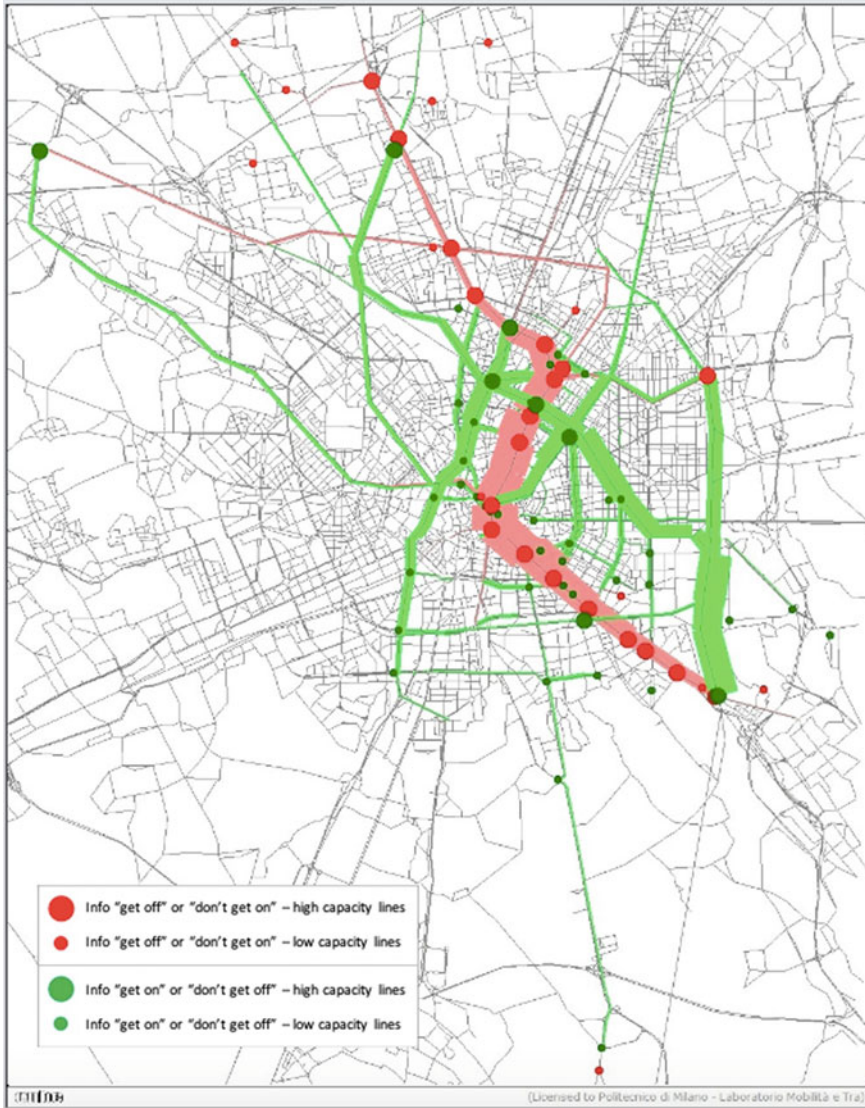 Info “get off” or “don’t get on” – high capacity lines
Info “get off” or “don’t get on” – low capacity lines
Info “get on” or “don’t get off” – high capacity lines
Info “get on” or “don’t get off” – low capacity lines
(Licensed to Politecnico di Milano - Laboratorio Mobilità e Tra